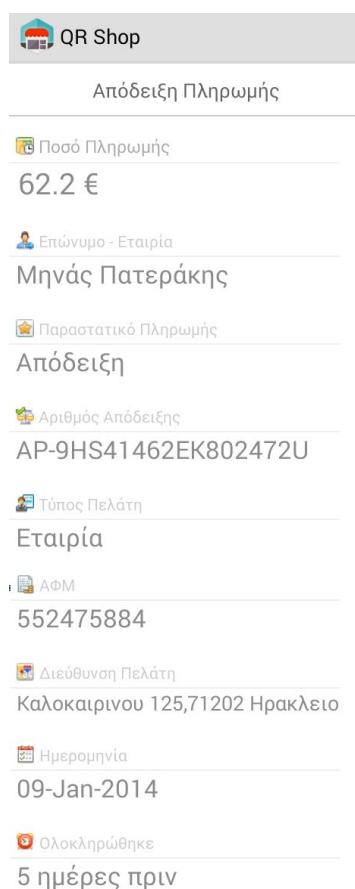 QR Shop
Απόδειξη Πληρωμής
Ποσό Πληρωμής
62.2 €
Επώνυμο - Εταιρία
Μηνάς Πατεράκης
Παραστατικό Πληρωμής
Απόδειξη
Αριθμός Απόδειξης
AP-9HS41462EK802472U
Τύπος Πελάτη
Εταιρία
ΑΦΜ
552475884
Διεύθυνση Πελάτη
Καλοκαιρινου 125,71202 Ηρακλειο
Ημερομηνία
09-Jan-2014
Ολοκληρώθηκε
5 ημέρες πριν